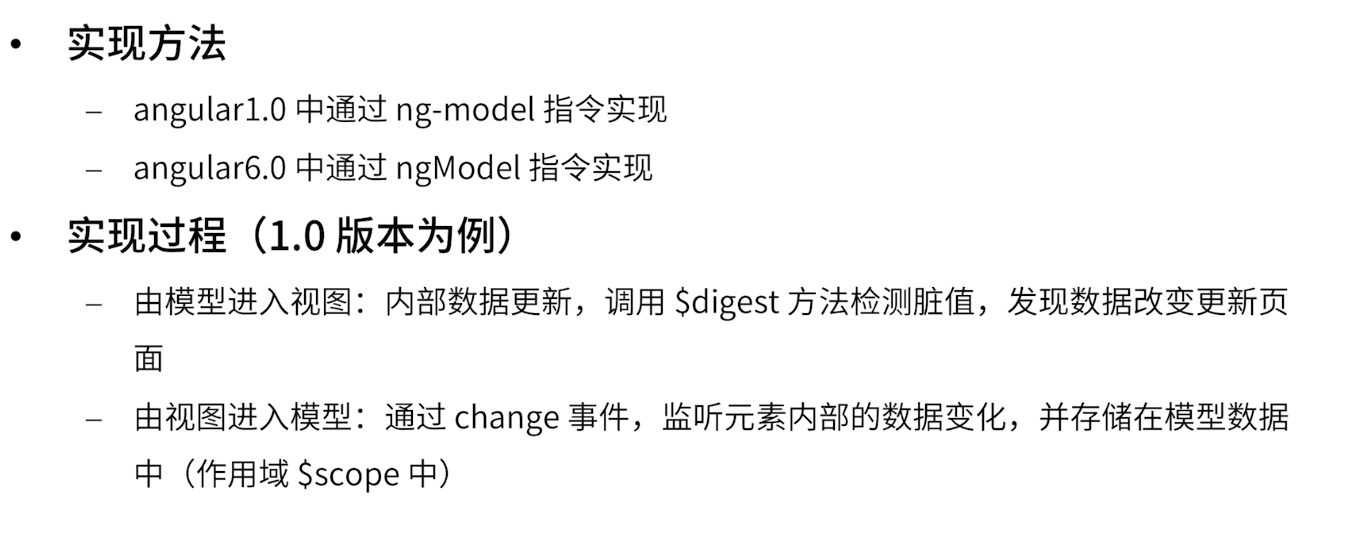 • 实现方法
– angular1.0 中通过 ng-model 指令实现
– angular6.0 中通过 ngModel 指令实现
• 实现过程（1.0 版本为例）
– 由模型进入视图：内部数据更新，调用 $digest 方法检测脏值，发现数据改变更新页
面
– 由视图进入模型：通过 change 事件，监听元素内部的数据变化，并存储在模型数据
中（作用域 $scope 中）